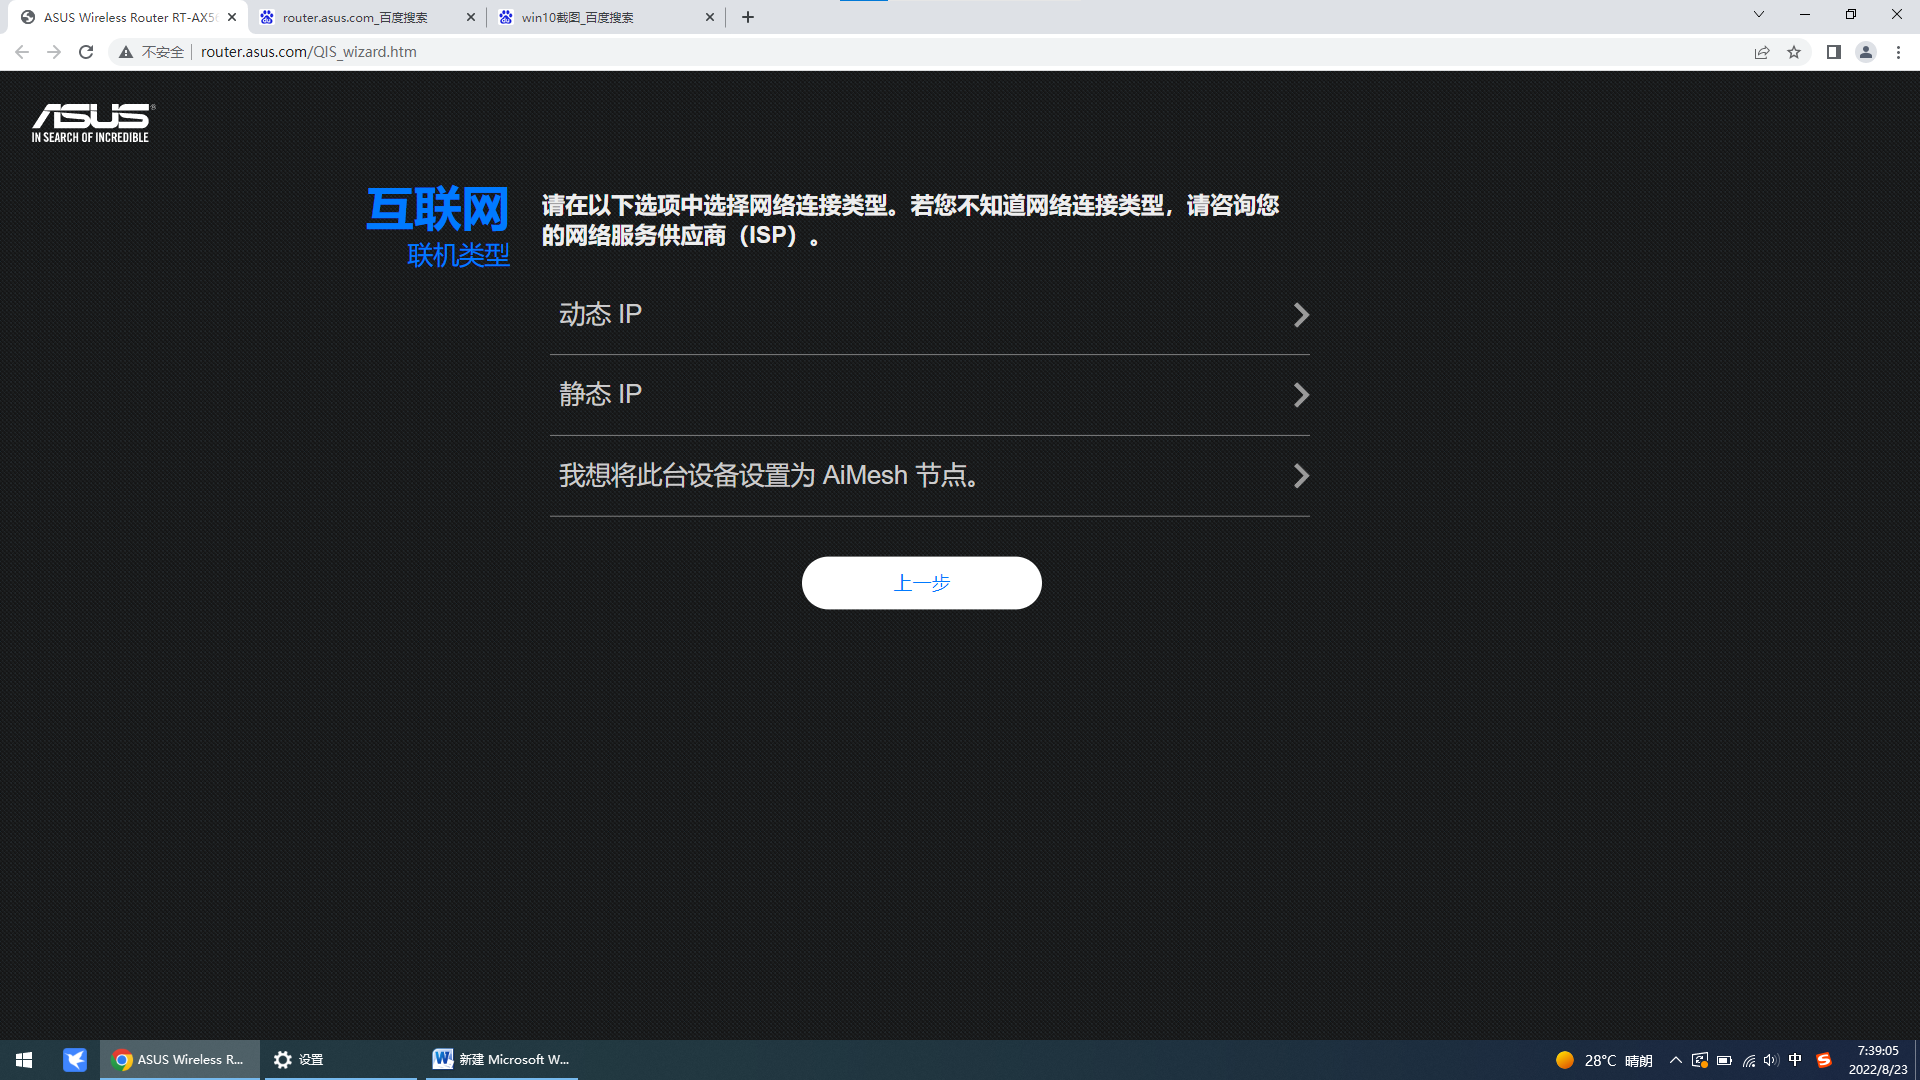 ASUS Wireless Router RT-AX56
router.asus.com_百度搜索
win10截图_百度搜索
不安全
router.asus.com/QIS_wizard.htm
ASUS
IN SEARCH OF INCREDIBLE
互联网
联机类型
请在以下选项中选择网络连接类型。若您不知道网络连接类型，请咨询您
的网络服务供应商（ISP）。
动态 IP
静态 IP
我想将此台设备设置为 AiMesh 节点。
上一步
ASUS Wireless R...
设置
新建 Microsoft W...
28°C 晴朗
中
7:39:05
2022/8/23